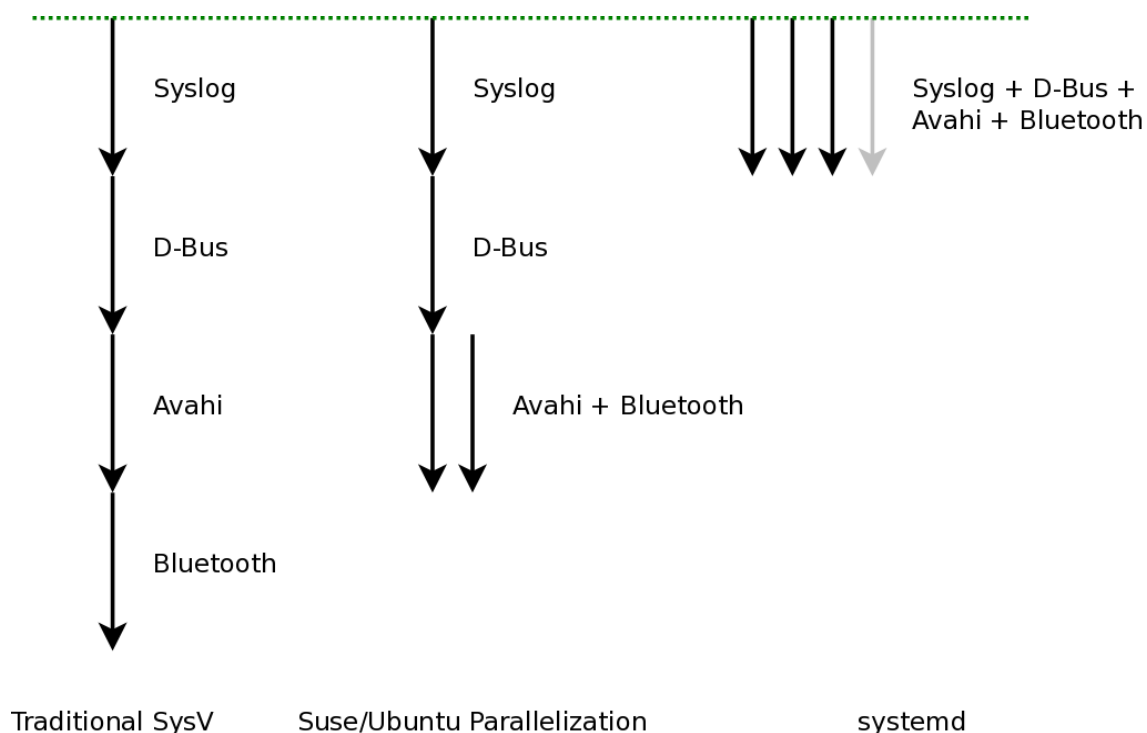 Syslog
D-Bus
Avahi
Bluetooth
Traditional SysV
Syslog
D-Bus
Avahi + Bluetooth
Suse/Ubuntu Parallelization
Syslog + D-Bus +
Avahi + Bluetooth
systemd